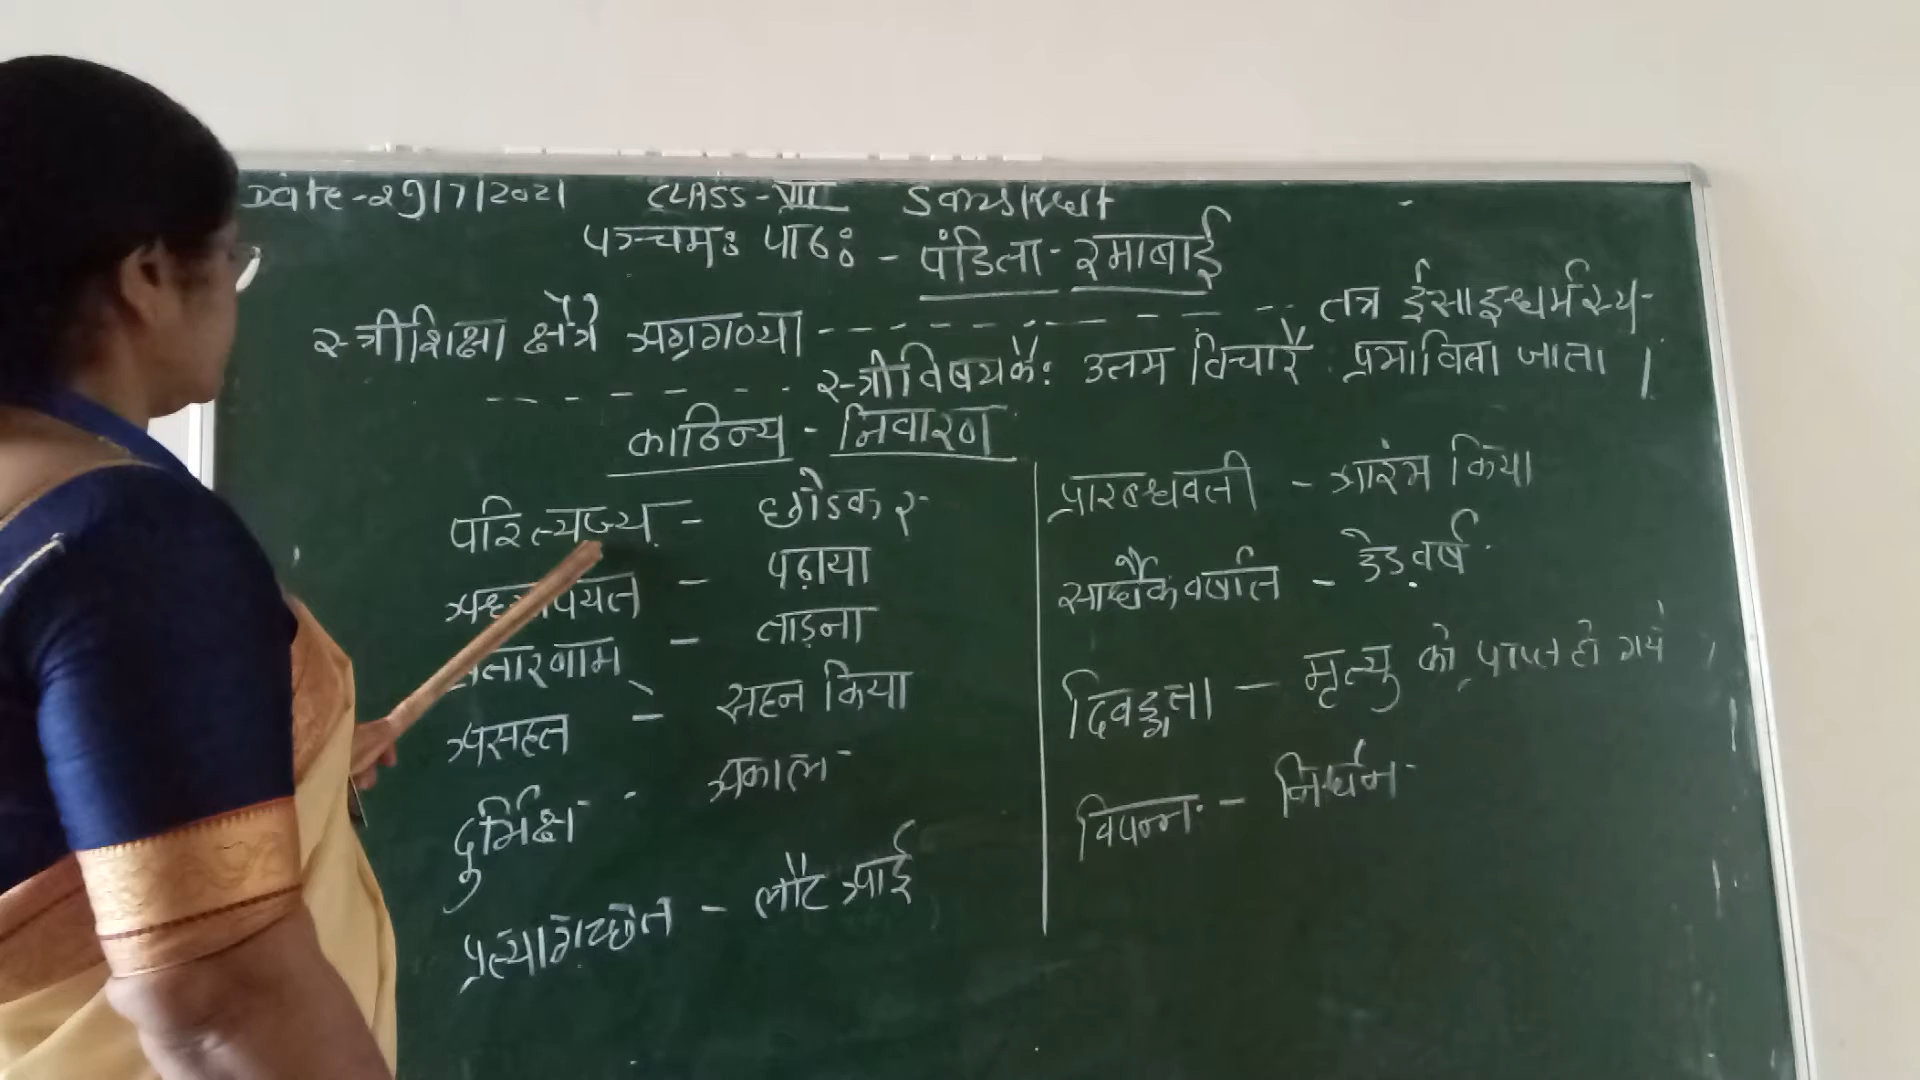 Date-29/7/2021 CLASS-VIII Sanskrit
पञ्चमः पाठः - पंडिता-रमाबाई
स्त्रीशिक्षा क्षेत्रे अग्रगण्या - - - - - - - - - - तत्र ईसाइधर्मस्य-
- - - - - - - स्त्रीविषयकैः उत्तम विचारै प्रभाविता जाता ।
काठिन्य - निवारण
परित्यज्य - छोडकर
पढ़ाया
ताड़ना
असहत - सहन किया
दुर्भिक्ष - अकाल
प्रत्यागच्छत - लौट आई
प्रारब्धवती - आरंभ किया
सार्धैकवर्षात - डेड़वर्ष
दिवङ्गता - मृत्यु को प्राप्त हो गये
विपन्नः - निर्धन